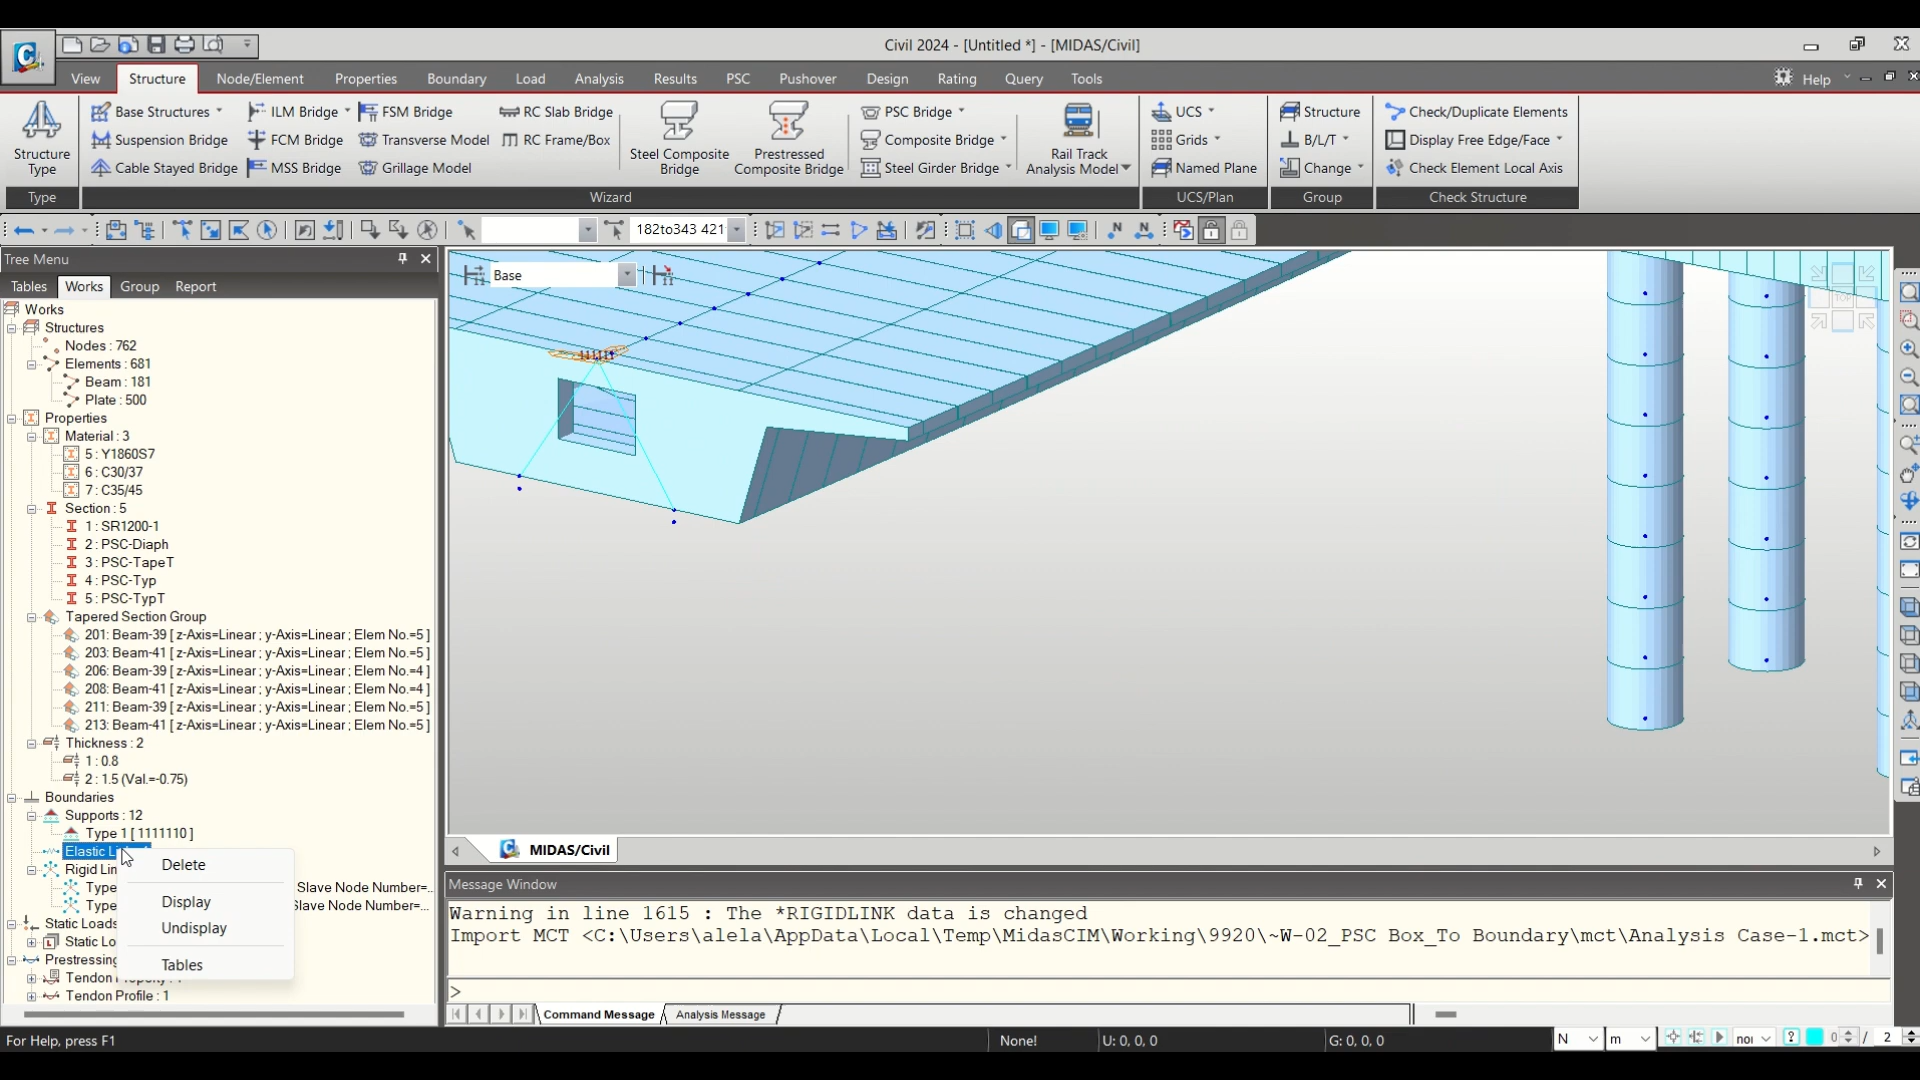 Civil 2024 - [Untitled *] - [MIDAS/Civil]
View Structure Node/Element Properties Boundary Load Analysis Results PSC Pushover Design Rating Query Tools Help
Structure Type
Base Structures
Suspension Bridge
Cable Stayed Bridge
ILM Bridge
FCM Bridge
MSS Bridge
FSM Bridge
Transverse Model
Grillage Model
RC Slab Bridge
RC Frame/Box
Steel Composite Bridge
Prestressed Composite Bridge
PSC Bridge
Composite Bridge
Steel Girder Bridge
Rail Track Analysis Model
UCS
Grids
Named Plane
Structure
B/L/T
Change
Check/Duplicate Elements
Display Free Edge/Face
Check Element Local Axis
Type Wizard UCS/Plan Group Check Structure
182to343 421
Tree Menu
Tables Works Group Report
Works
Structures
Nodes : 762
Elements : 681
Beam : 181
Plate : 500
Properties
Material : 3
5 : Y1860S7
6 : C30/37
7 : C35/45
Section : 5
1 : SR1200-1
2 : PSC-Diaph
3 : PSC-TapeT
4 : PSC-Typ
5 : PSC-TypT
Tapered Section Group
201: Beam-39 [ z-Axis=Linear ; y-Axis=Linear ; Elem No.=5 ]
203: Beam-41 [ z-Axis=Linear ; y-Axis=Linear ; Elem No.=5 ]
206: Beam-39 [ z-Axis=Linear ; y-Axis=Linear ; Elem No.=4 ]
208: Beam-41 [ z-Axis=Linear ; y-Axis=Linear ; Elem No.=4 ]
211: Beam-39 [ z-Axis=Linear ; y-Axis=Linear ; Elem No.=5 ]
213: Beam-41 [ z-Axis=Linear ; y-Axis=Linear ; Elem No.=5 ]
Thickness : 2
1 : 0.8
2 : 1.5 (Val.=-0.75)
Boundaries
Supports : 12
Type 1 [ 1111110 ]
Elastic
Rigid
Type Slave Node Number=...
Type Slave Node Number=...
Static Loads
Static
Prestressing
Tendon
Tendon Profile : 1
Delete
Display
Undisplay
Tables
Base
TOP
MIDAS/Civil
Message Window
Warning in line 1615 : The *RIGIDLINK data is changed
Import MCT <C:\Users\alela\AppData\Local\Temp\MidasCIM\Working\9920\~W-02_PSC Box_To Boundary\mct\Analysis Case-1.mct>
>
Command Message Analysis Message
For Help, press F1 None! U: 0, 0, 0 G: 0, 0, 0 N m 0 / 2